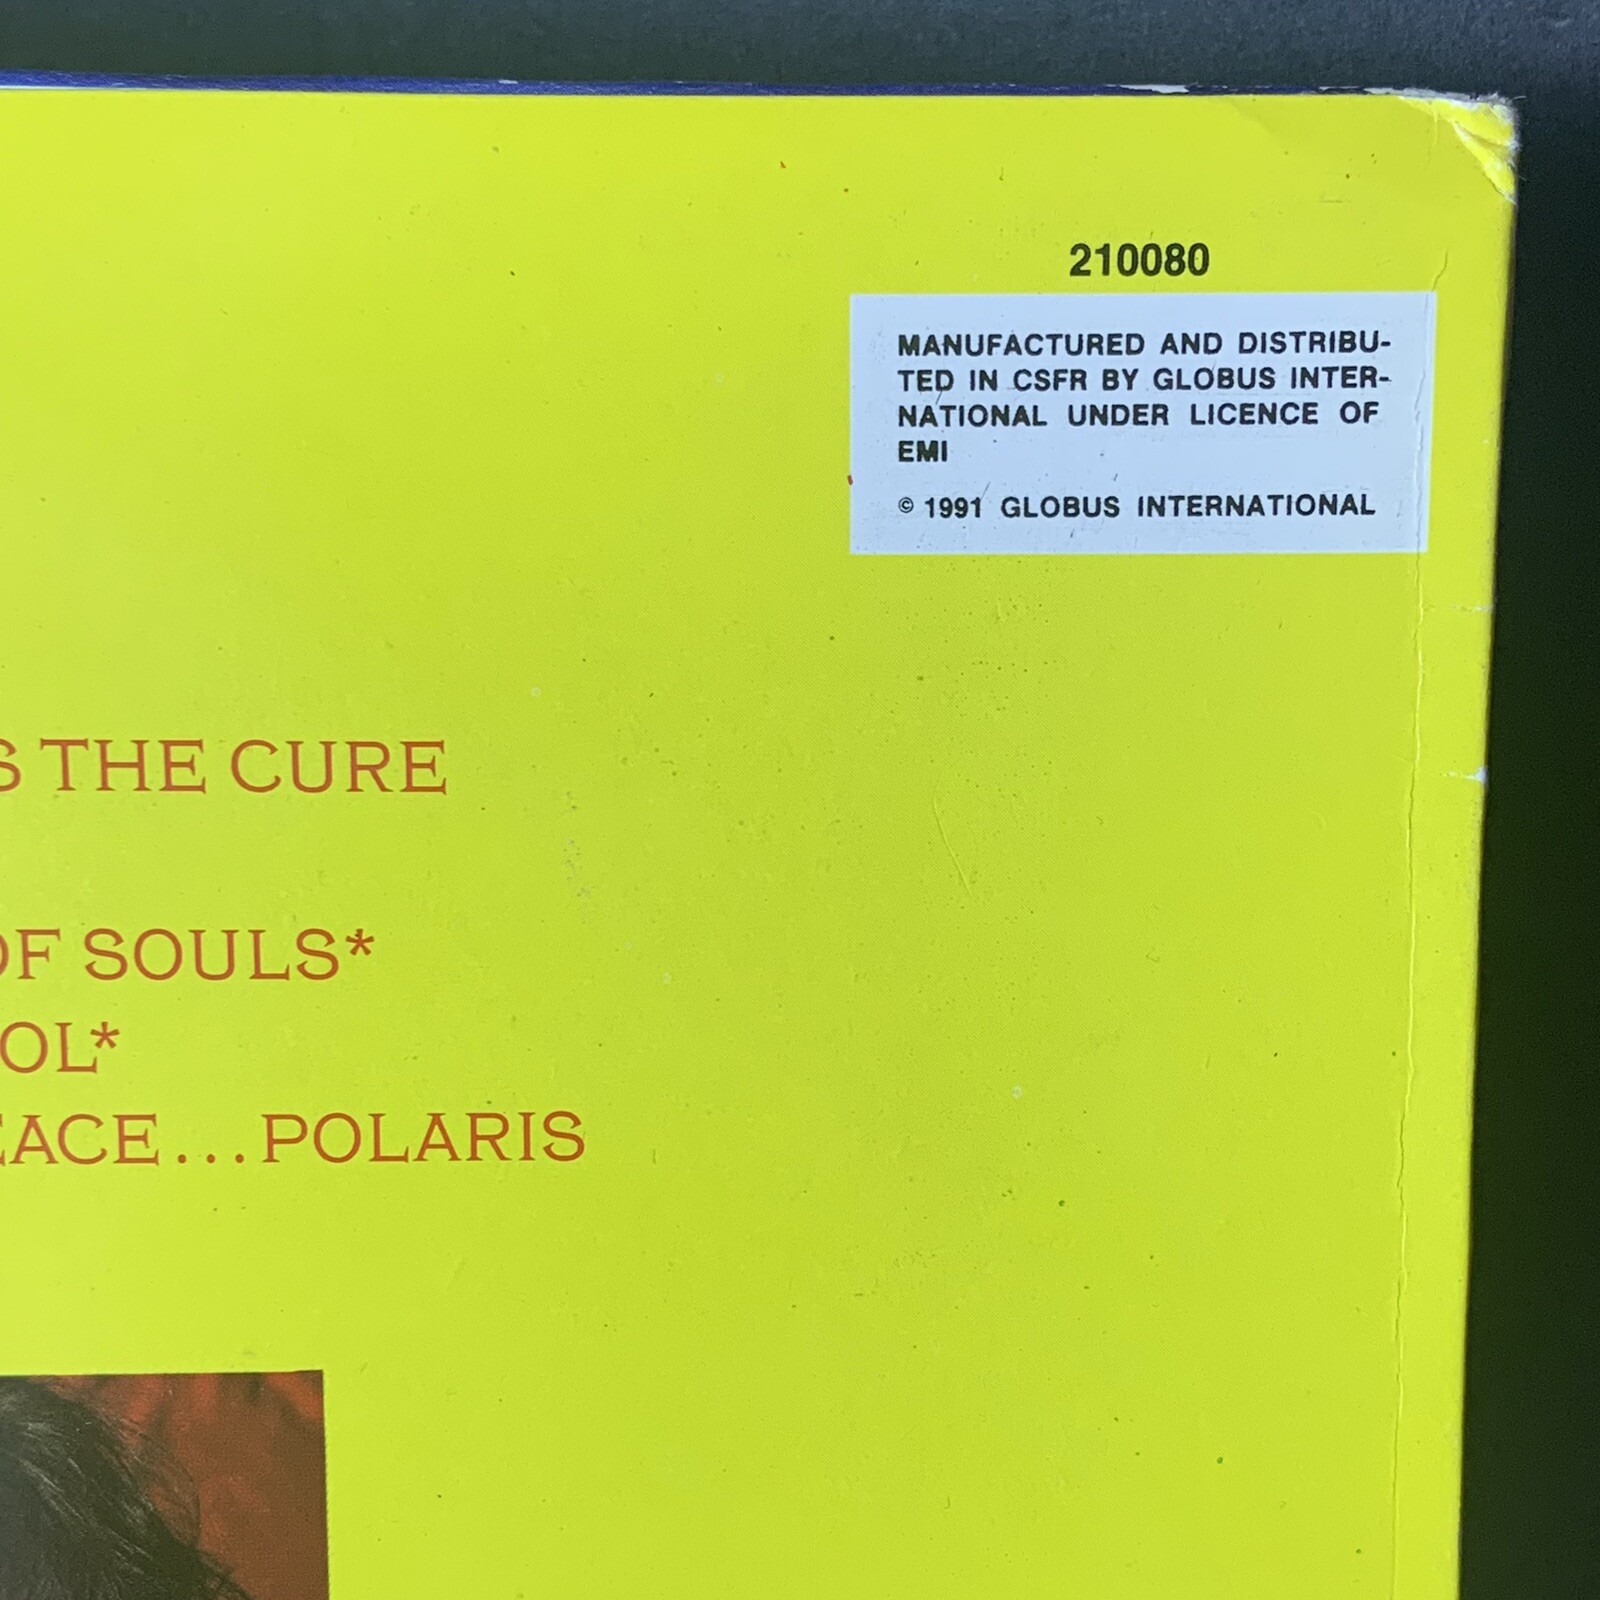 210080
MANUFACTURED AND DISTRIBU-
TED IN CSFR BY GLOBUS INTER-
NATIONAL UNDER LICENCE OF
EMI
© 1991 GLOBUS INTERNATIONAL
S THE CURE
OF SOULS*
OL*
EACE...POLARIS